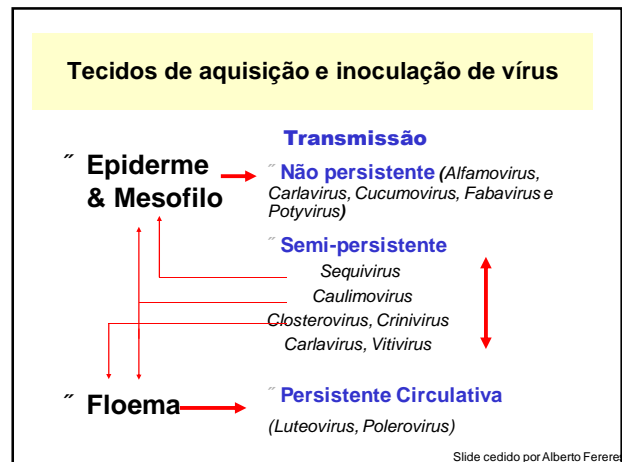 Tecidos de aquisição e inoculação de vírus
Transmissão
˝ Epiderme
& Mesofilo
˝ Não persistente (Alfamovirus,
Carlavirus, Cucumovirus, Fabavirus e
Potyvirus)
˝ Semi-persistente
Sequivirus
Caulimovirus
Closterovirus, Crinivirus
Carlavirus, Vitivirus
˝ Floema
˝ Persistente Circulativa
(Luteovirus, Polerovirus)
Slide cedido por Alberto Fereres